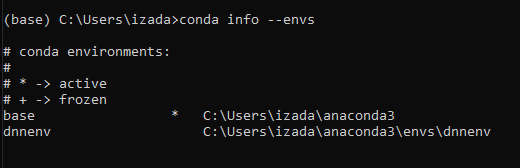 (base) C:\Users\izada>conda info --envs
# conda environments:
#
# * -> active
# + -> frozen
base                  *  C:\Users\izada\anaconda3
dnnenv                   C:\Users\izada\anaconda3\envs\dnnenv